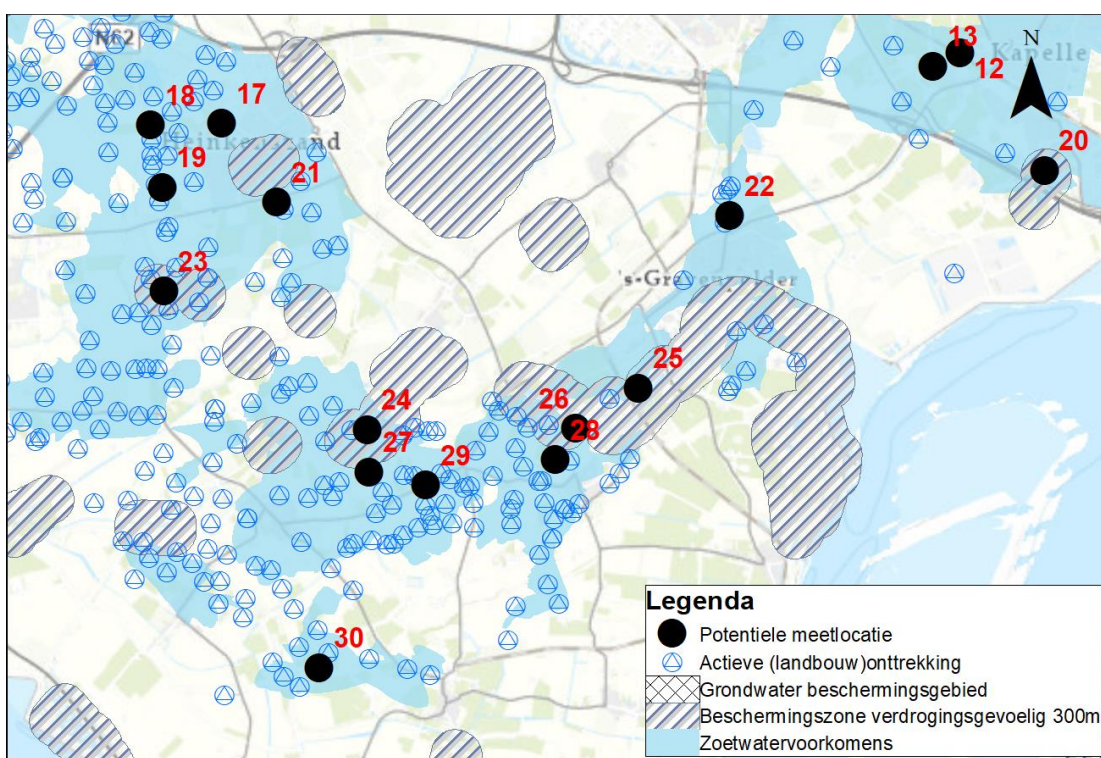 N62
13
Kapelle
N
12
18
17
Heinkenszand
19
21
20
22
23
's-Gravenpolder
25
24
26
28
27
29
30
Legenda
Potentiele meetlocatie
Actieve (landbouw)onttrekking
Grondwater beschermingsgebied
Beschermingszone verdrogingsgevoelig 300m
Zoetwatervoorkomens